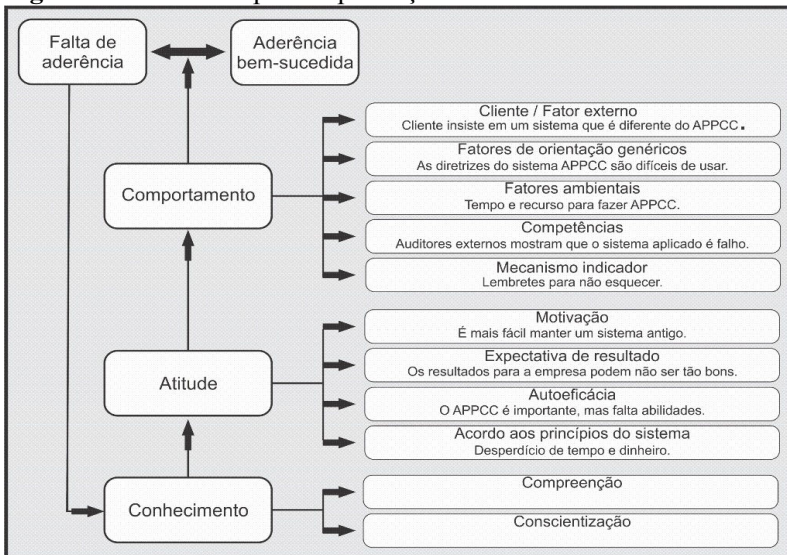 Falta de
aderência
Aderência
bem-sucedida
Cliente / Fator externo
Cliente insiste em um sistema que é diferente do APPCC.
Fatores de orientação genéricos
As diretrizes do sistema APPCC são difíceis de usar.
Comportamento
Fatores ambientais
Tempo e recurso para fazer APPCC.
Competências
Auditores externos mostram que o sistema aplicado é falho.
Mecanismo indicador
Lembretes para não esquecer.
Motivação
É mais fácil manter um sistema antigo.
Expectativa de resultado
Os resultados para a empresa podem não ser tão bons.
Atitude
Autoeficácia
O APPCC é importante, mas falta abilidades.
Acordo aos princípios do sistema
Desperdício de tempo e dinheiro.
Conhecimento
Compreenção
Conscientização